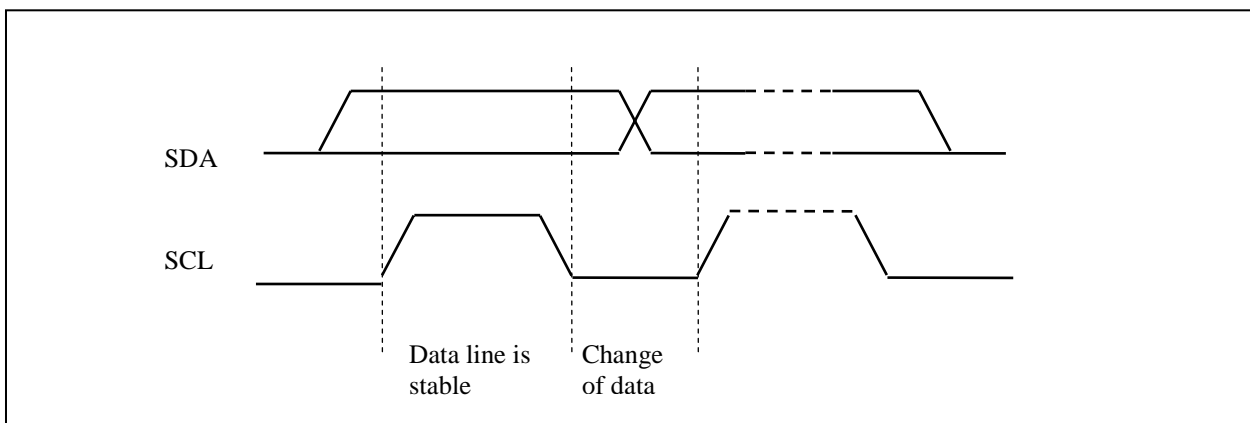 SDA
SCL
Data line is
stable
Change
of data